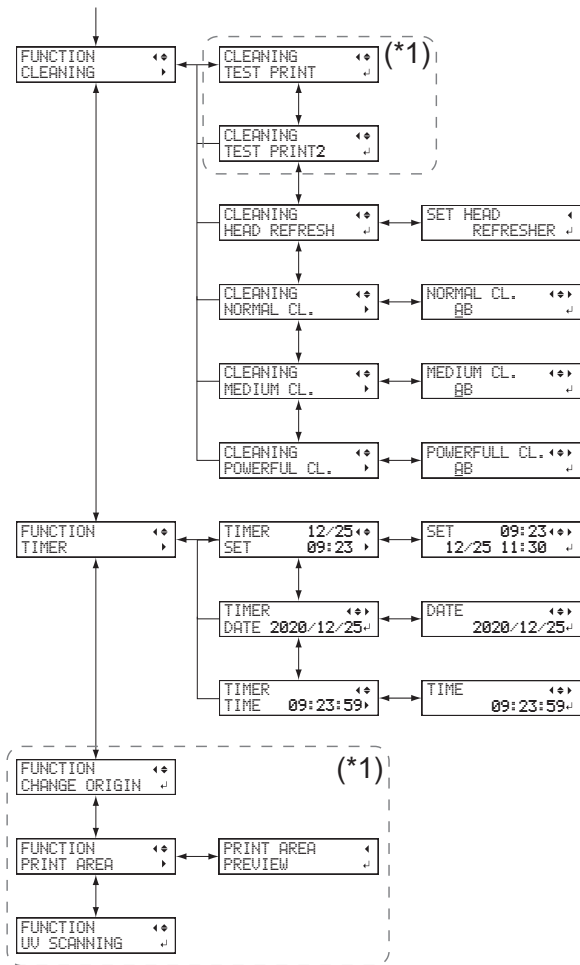 FUNCTION
CLEANING
CLEANING
TEST PRINT
(*1)
CLEANING
TEST PRINT2
CLEANING
HEAD REFRESH
SET HEAD
REFRESHER
CLEANING
NORMAL CL.
NORMAL CL.
AB
CLEANING
MEDIUM CL.
MEDIUM CL.
AB
CLEANING
POWERFUL CL.
POWERFULL CL.
AB
FUNCTION
TIMER
TIMER 12/25
SET 09:23
SET 09:23
12/25 11:30
TIMER
DATE 2020/12/25
DATE
2020/12/25
TIMER
TIME 09:23:59
TIME
09:23:59
(*1)
FUNCTION
CHANGE ORIGIN
FUNCTION
PRINT AREA
PRINT AREA
PREVIEW
FUNCTION
UV SCANNING